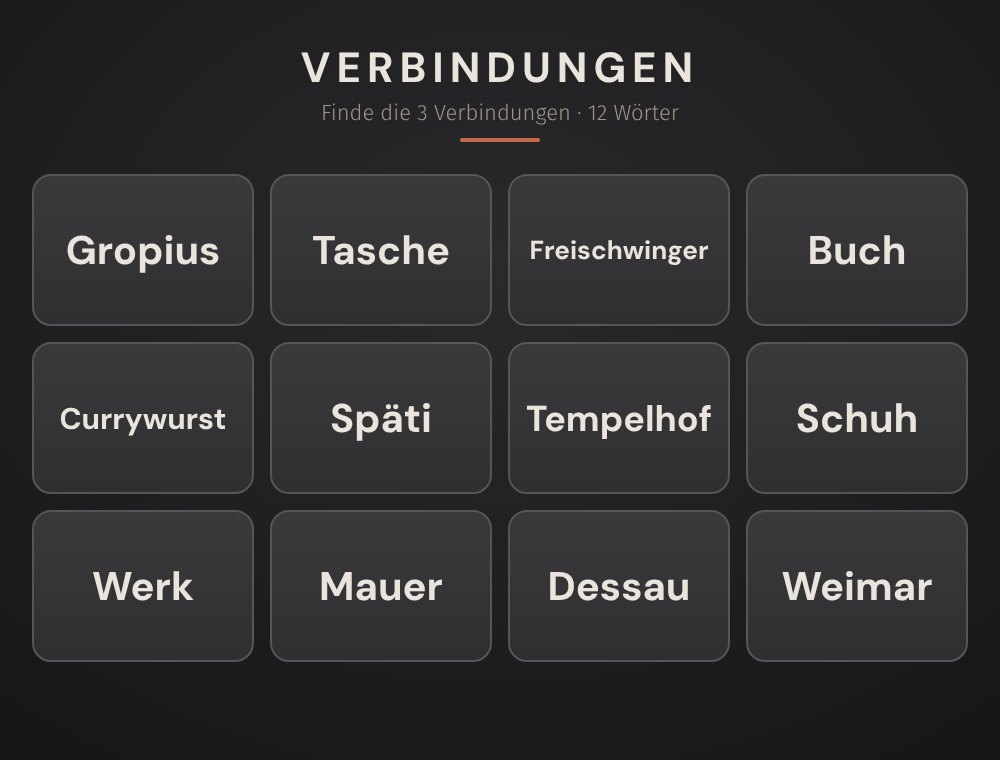 VERBINDUNGEN
Finde die 3 Verbindungen · 12 Wörter
Gropius Tasche Freischwinger Buch
Currywurst Späti Tempelhof Schuh
Werk Mauer Dessau Weimar